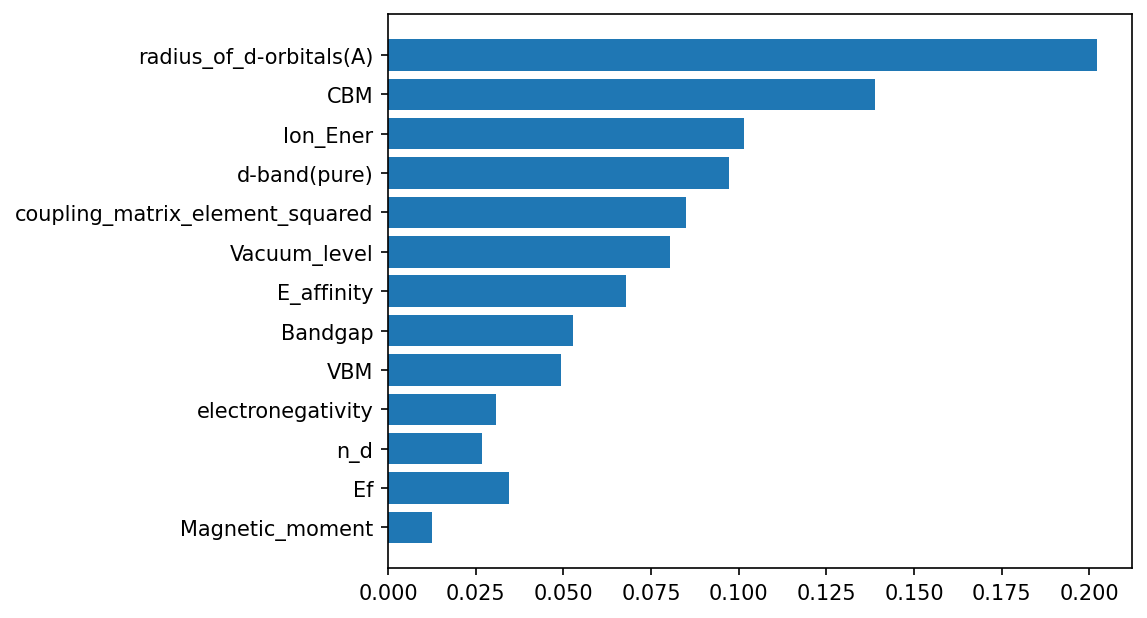 radius_of_d-orbitals(A)
CBM
Ion_Ener
d-band(pure)
coupling_matrix_element_squared
Vacuum_level
E_affinity
Bandgap
VBM
electronegativity
n_d
Ef
Magnetic_moment
0.000 0.025 0.050 0.075 0.100 0.125 0.150 0.175 0.200